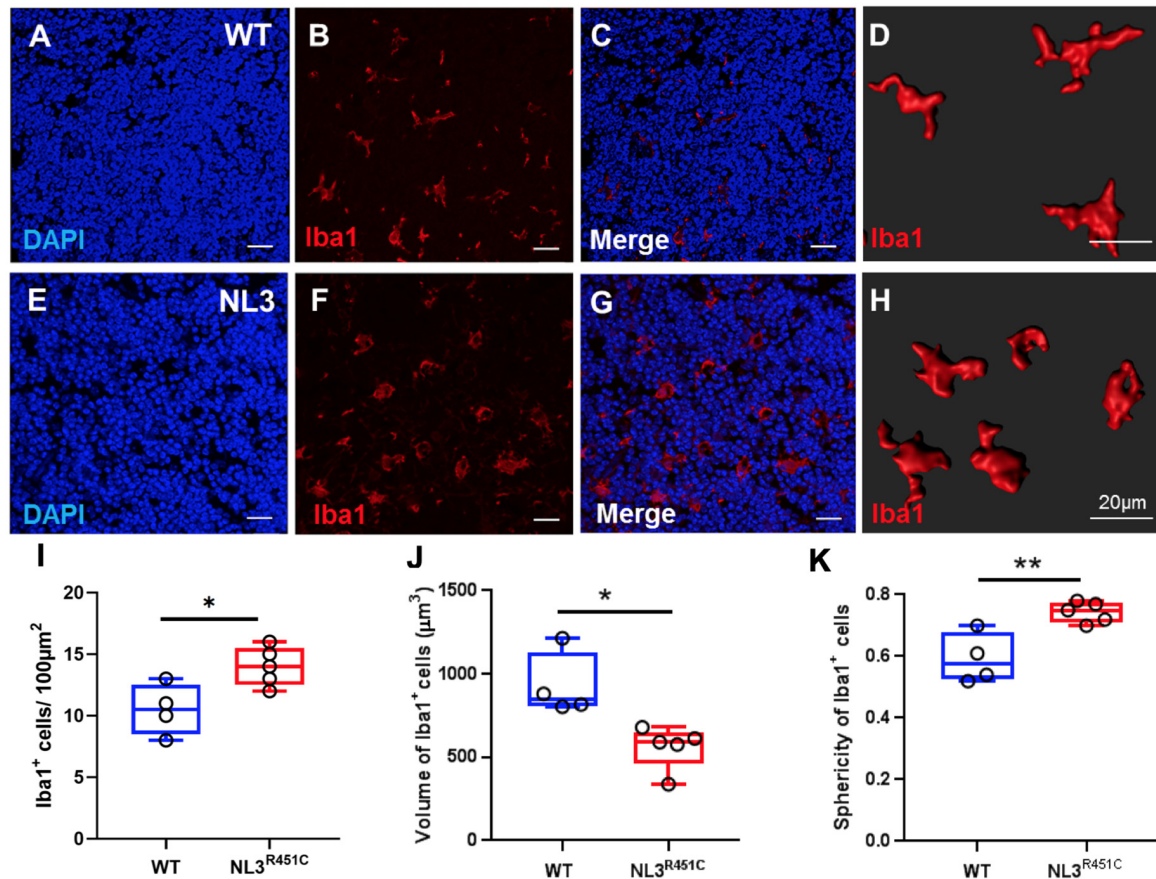 A WT
DAPI
B
Iba1
C
Merge
D
Iba1
E NL3
DAPI
F
Iba1
G
Merge
H
Iba1
20μm
I
Iba1⁺ cells/ 100μm²
20
15
10
5
0
*
WT
NL3ᴿ⁴⁵¹ᶜ
J
Volume of Iba1⁺ cells (μm³)
1500
1000
500
0
*
WT
NL3ᴿ⁴⁵¹ᶜ
K
Sphericity of Iba1⁺ cells
0.8
0.6
0.4
0.2
0.0
**
WT
NL3ᴿ⁴⁵¹ᶜ